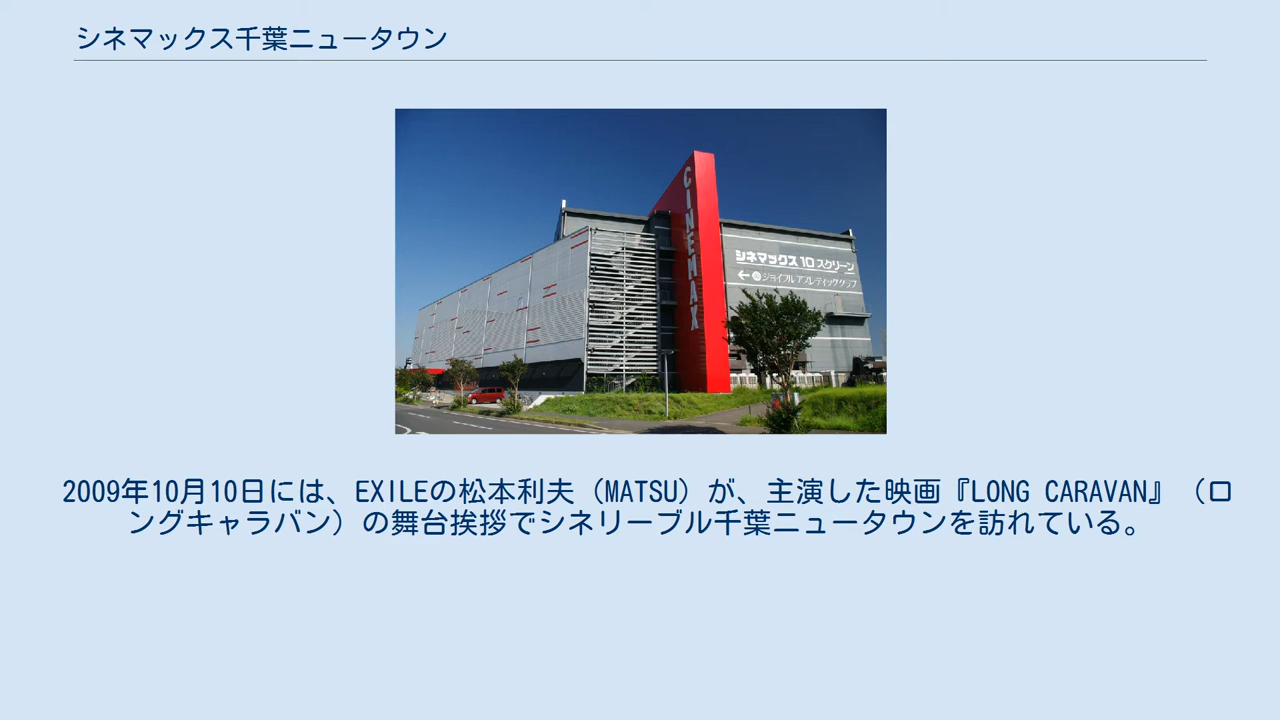 シネマックス千葉ニュータウン
CINEMAX
シネマックス10スクリーン
ジョイフルアスレティッククラブ
2009年10月10日には、EXILEの松本利夫（MATSU）が、主演した映画『LONG CARAVAN』（ロ
ングキャラバン）の舞台挨拶でシネリーブル千葉ニュータウンを訪れている。